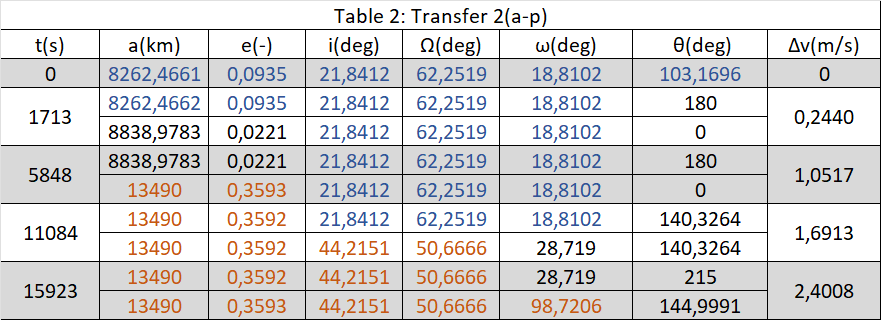 Table 2: Transfer 2(a-p)
t(s) a(km) e(-) i(deg) Ω(deg) ω(deg) θ(deg) Δv(m/s)
0 8262,4661 0,0935 21,8412 62,2519 18,8102 103,1696 0
1713 8262,4662 0,0935 21,8412 62,2519 18,8102 180 0,2440
8838,9783 0,0221 21,8412 62,2519 18,8102 0
5848 8838,9783 0,0221 21,8412 62,2519 18,8102 180 1,0517
13490 0,3593 21,8412 62,2519 18,8102 0
11084 13490 0,3592 21,8412 62,2519 18,8102 140,3264 1,6913
13490 0,3592 44,2151 50,6666 28,719 140,3264
15923 13490 0,3592 44,2151 50,6666 28,719 215 2,4008
13490 0,3593 44,2151 50,6666 98,7206 144,9991